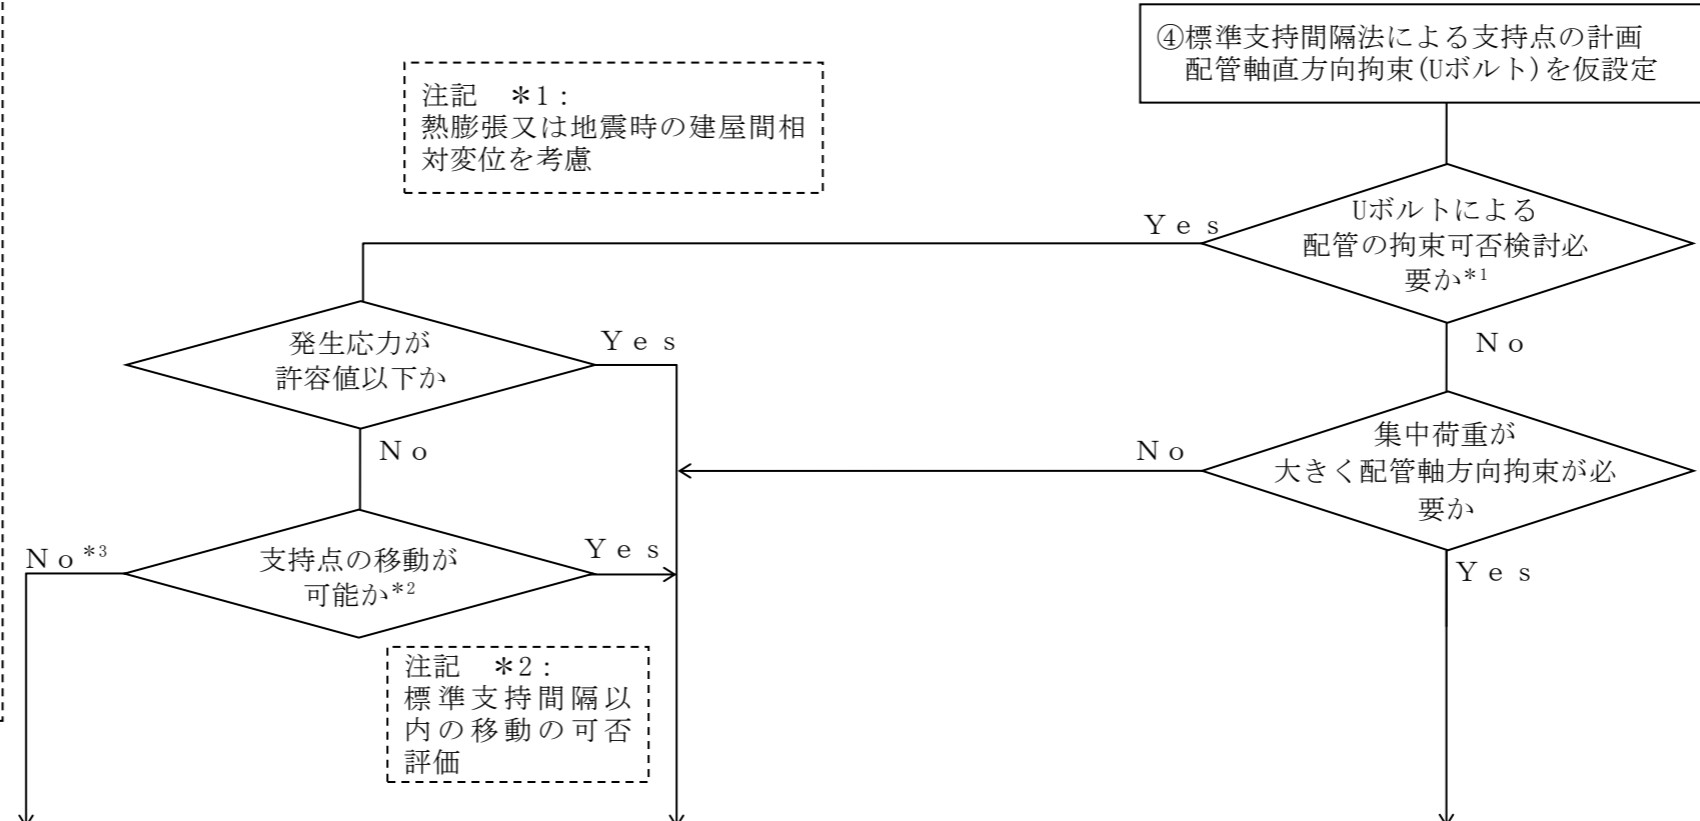 ④標準支持間隔法による支持点の計画
配管軸直方向拘束(Uボルト)を仮設定
注記 *1:
熱膨張又は地震時の建屋間相
対変位を考慮
Uボルトによる
配管の拘束可否検討必
要か*1
Yes
No
発生応力が
許容値以下か
Yes
No
集中荷重が
大きく配管軸方向拘束が必
要か
No
Yes
支持点の移動が
可能か*2
No*3
Yes
注記 *2:
標準支持間隔以
内の移動の可否
評価